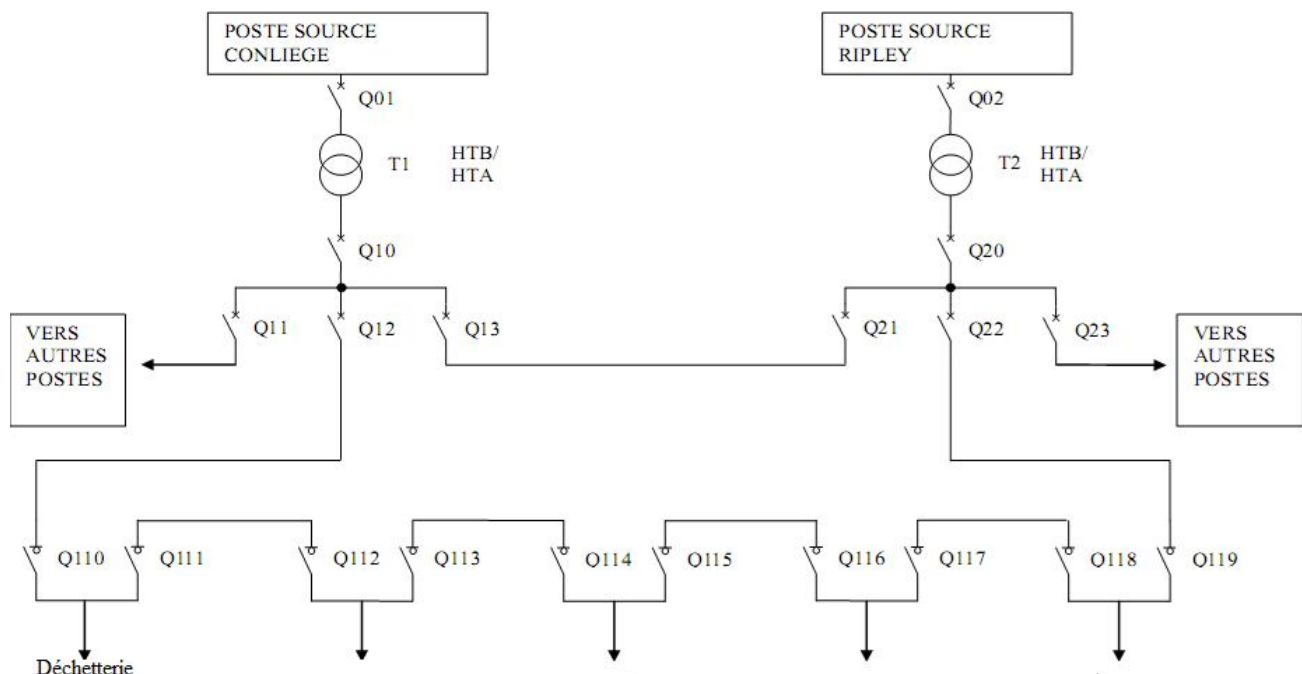 POSTE SOURCE
CONLIEGE
POSTE SOURCE
RIPLEY
Q01
Q02
T1
HTB/
HTA
T2
HTB/
HTA
Q10
Q20
Q11
Q12
Q13
Q21
Q22
Q23
VERS
AUTRES
POSTES
VERS
AUTRES
POSTES
Q110
Q111
Q112
Q113
Q114
Q115
Q116
Q117
Q118
Q119
Déchetterie